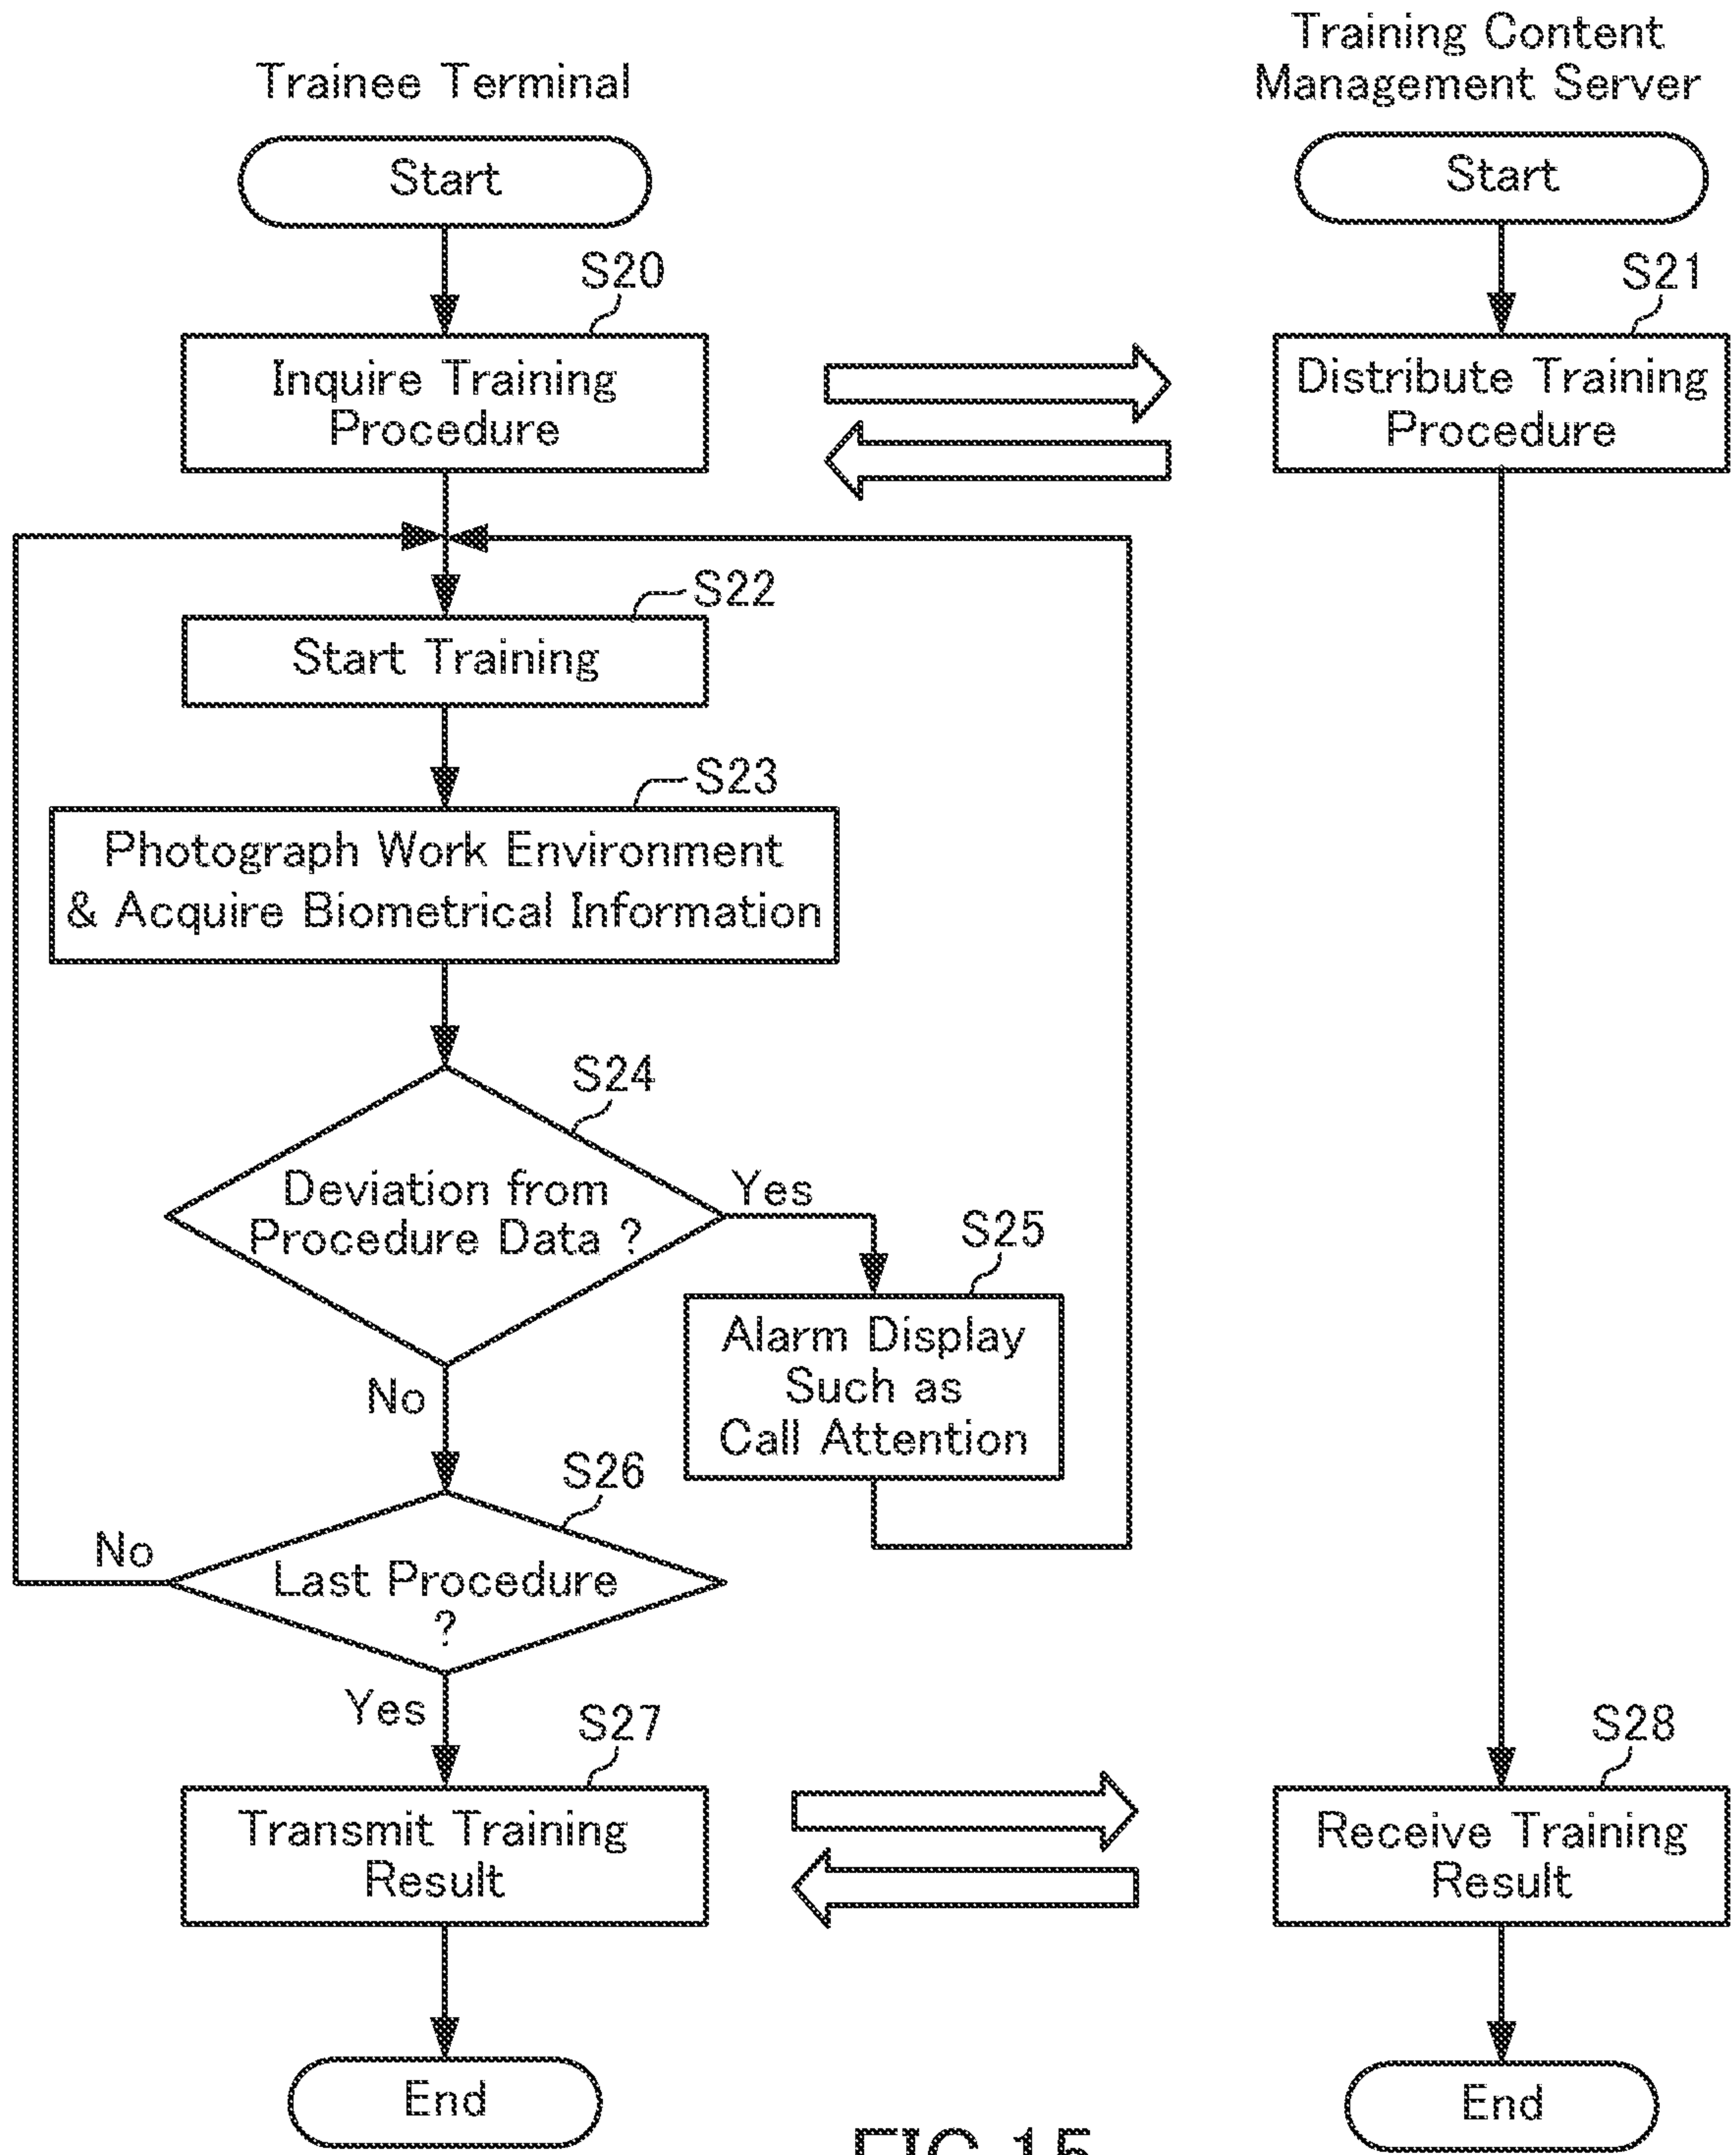 Trainee Terminal
Training Content
Management Server
Start
Start
S20
S21
Inquire Training
Procedure
Distribute Training
Procedure
S22
Start Training
S23
Photograph Work Environment
& Acquire Biometrical Information
S24
Deviation from
Procedure Data ?
Yes
S25
Alarm Display
Such as
Call Attention
No
S26
No
Last Procedure
?
Yes
S27
S28
Transmit Training
Result
Receive Training
Result
End
End
FIG.15